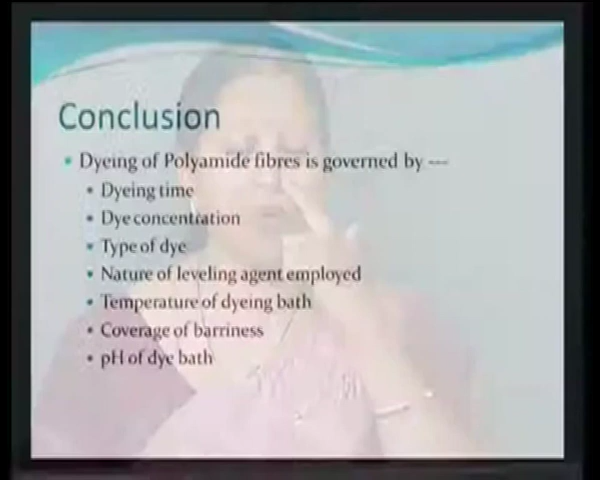 Conclusion
Dyeing of Polyamide fibres is governed by ---
Dyeing time
Dye concentration
Type of dye
Nature of leveling agent employed
Temperature of dyeing bath
Coverage of barriness
pH of dye bath